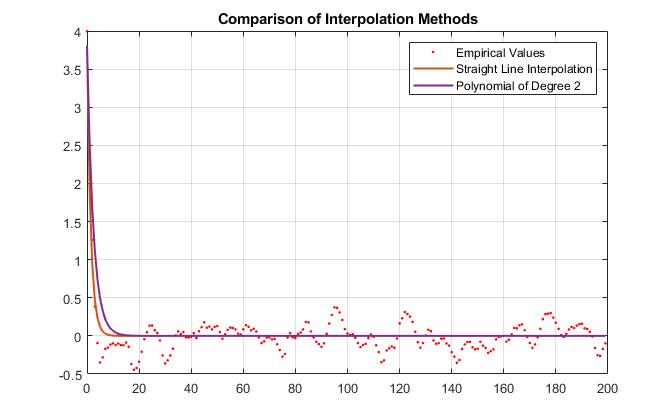 Comparison of Interpolation Methods
Empirical Values
Straight Line Interpolation
Polynomial of Degree 2
4
3.5
3
2.5
2
1.5
1
0.5
0
-0.5
0 20 40 60 80 100 120 140 160 180 200